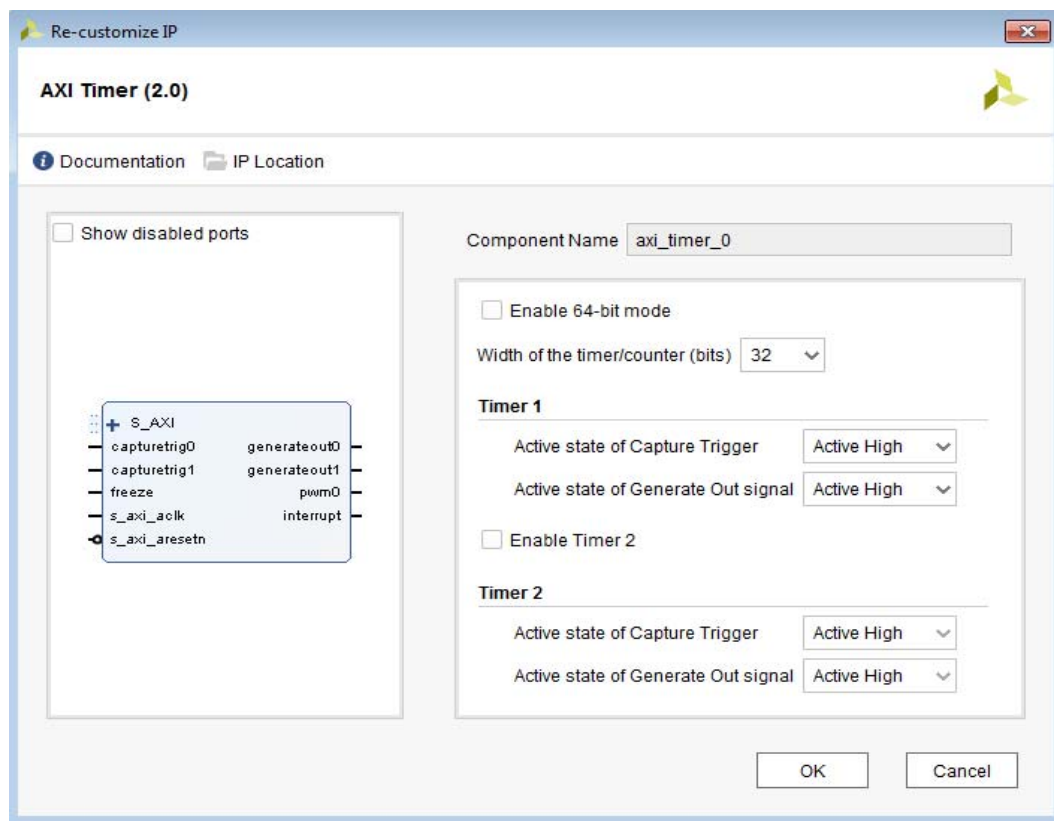 Re-customize IP
AXI Timer (2.0)
Documentation IP Location
Show disabled ports
S_AXI
capturetrig0 generateout0
capturetrig1 generateout1
freeze pwm0
s_axi_aclk interrupt
s_axi_aresetn
Component Name axi_timer_0
Enable 64-bit mode
Width of the timer/counter (bits) 32
Timer 1
Active state of Capture Trigger Active High
Active state of Generate Out signal Active High
Enable Timer 2
Timer 2
Active state of Capture Trigger Active High
Active state of Generate Out signal Active High
OK Cancel